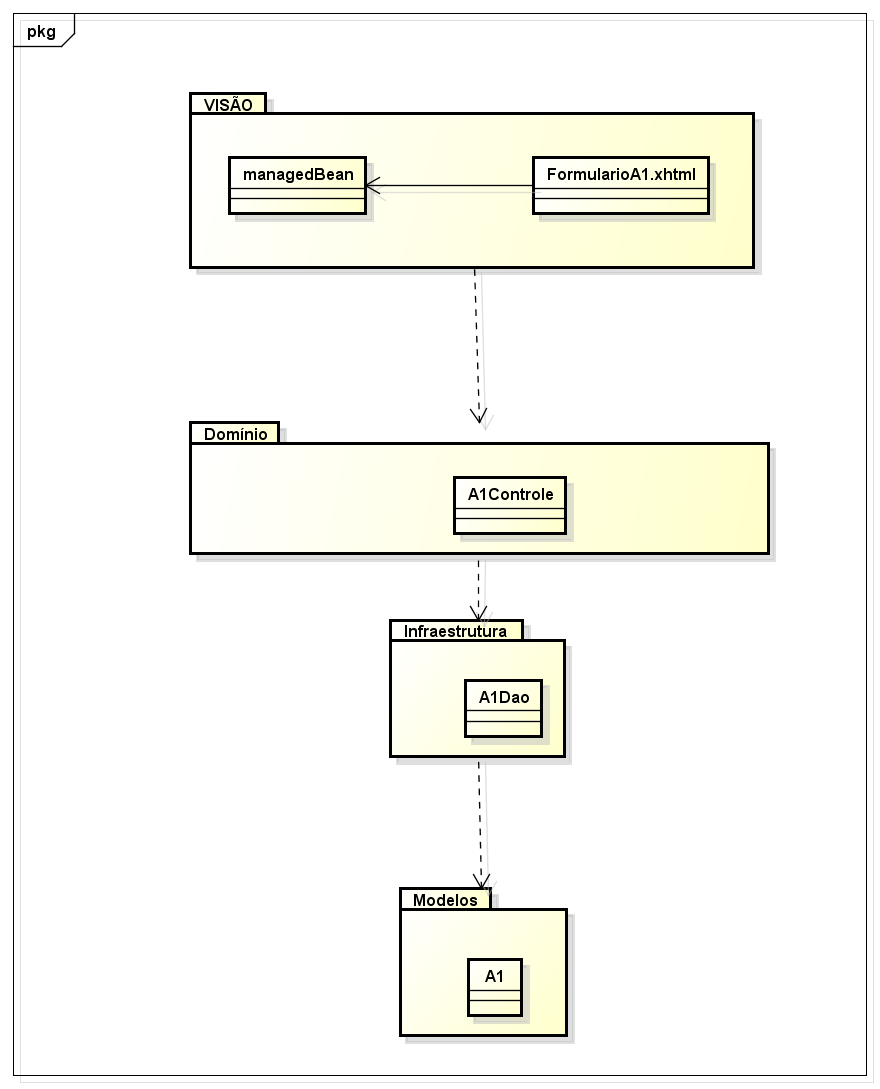 pkg
VISÃO
managedBean
FormularioA1.xhtml
Domínio
A1Controle
Infraestrutura
A1Dao
Modelos
A1